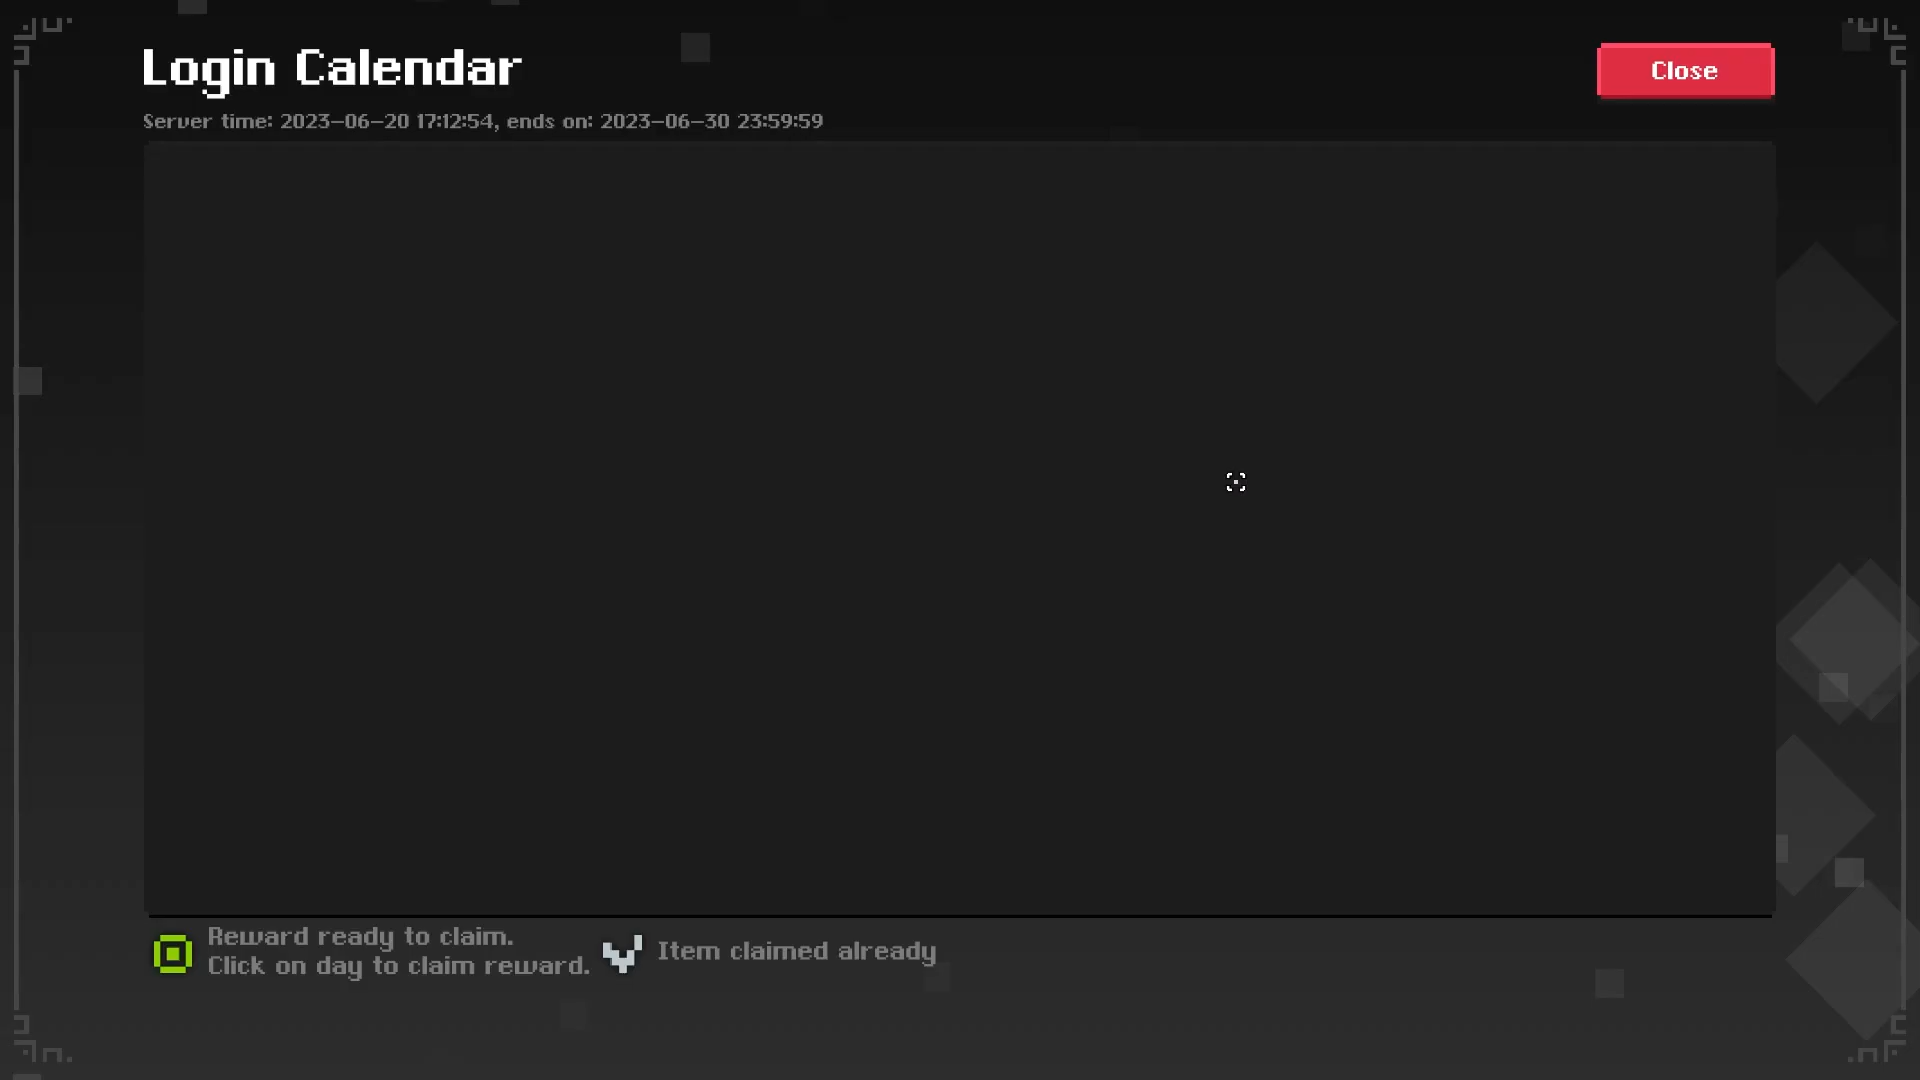 Login Calendar
Close
Server time: 2023-06-20 17:12:54, ends on: 2023-06-30 23:59:59
Reward ready to claim.
Click on day to claim reward.
Item claimed already